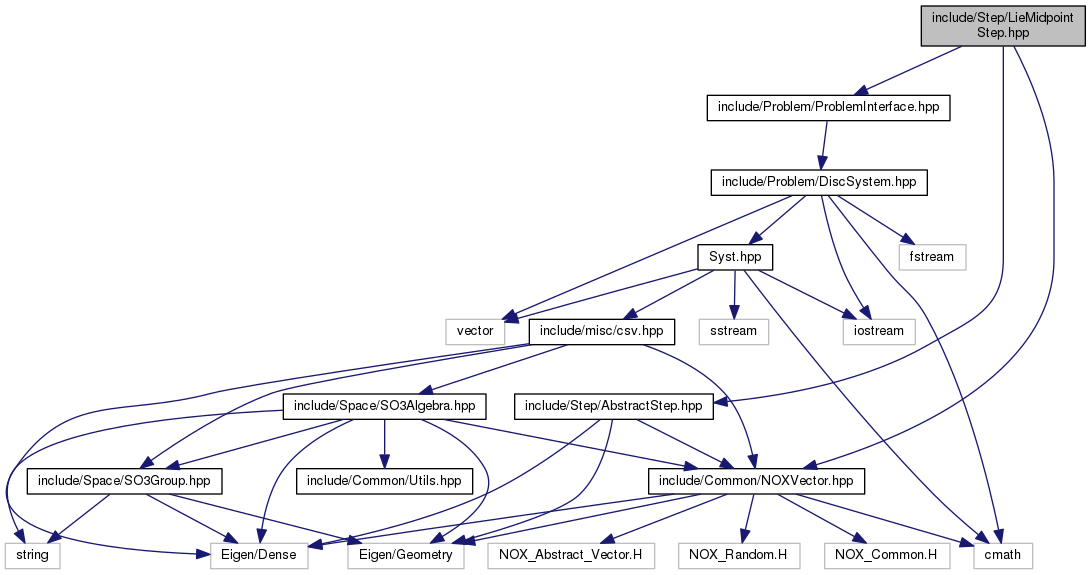 include/Step/LieMidpoint
Step.hpp
include/Problem/ProblemInterface.hpp
include/Problem/DiscSystem.hpp
Syst.hpp
fstream
vector
include/misc/csv.hpp
sstream
iostream
include/Space/SO3Algebra.hpp
include/Step/AbstractStep.hpp
include/Space/SO3Group.hpp
include/Common/Utils.hpp
include/Common/NOXVector.hpp
string
Eigen/Dense
Eigen/Geometry
NOX_Abstract_Vector.H
NOX_Random.H
NOX_Common.H
cmath